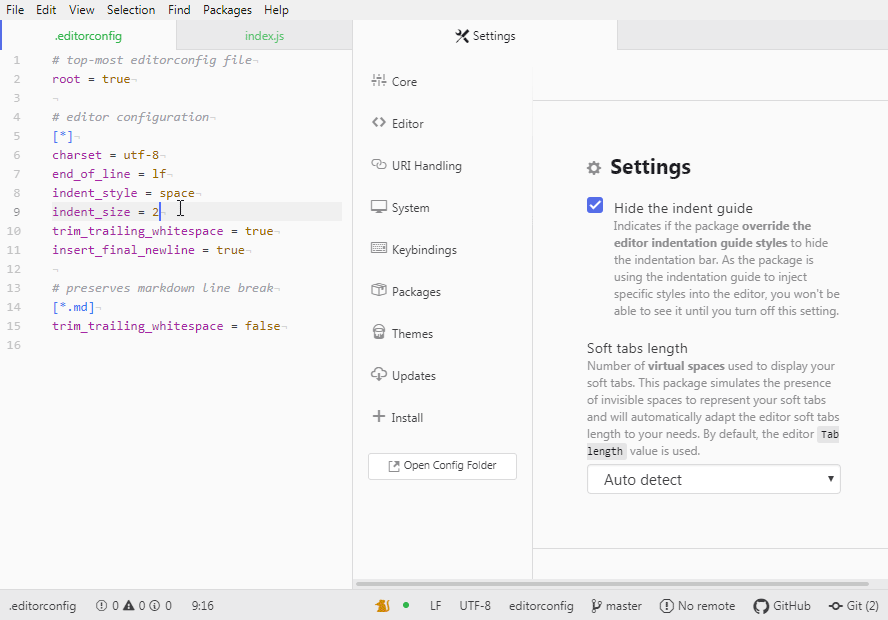 File Edit View Selection Find Packages Help
.editorconfig index.js Settings
1 # top-most editorconfig file
2 root = true
3
4 # editor configuration
5 [*]
6 charset = utf-8
7 end_of_line = lf
8 indent_style = space
9 indent_size = 2
10 trim_trailing_whitespace = true
11 insert_final_newline = true
12
13 # preserves markdown line break
14 [*.md]
15 trim_trailing_whitespace = false
16
Core
Editor
URI Handling
System
Keybindings
Packages
Themes
Updates
Install
Open Config Folder
Settings
Hide the indent guide
Indicates if the package override the
editor indentation guide styles to hide
the indentation bar. As the package is
using the indentation guide to inject
specific styles into the editor, you won't be
able to see it until you turn off this setting.
Soft tabs length
Number of virtual spaces used to display your
soft tabs. This package simulates the presence
of invisible spaces to represent your soft tabs
and will automatically adapt the editor soft tabs
length to your needs. By default, the editor Tab
length value is used.
Auto detect
.editorconfig 0 0 0 9:16 LF UTF-8 editorconfig master No remote GitHub Git (2)